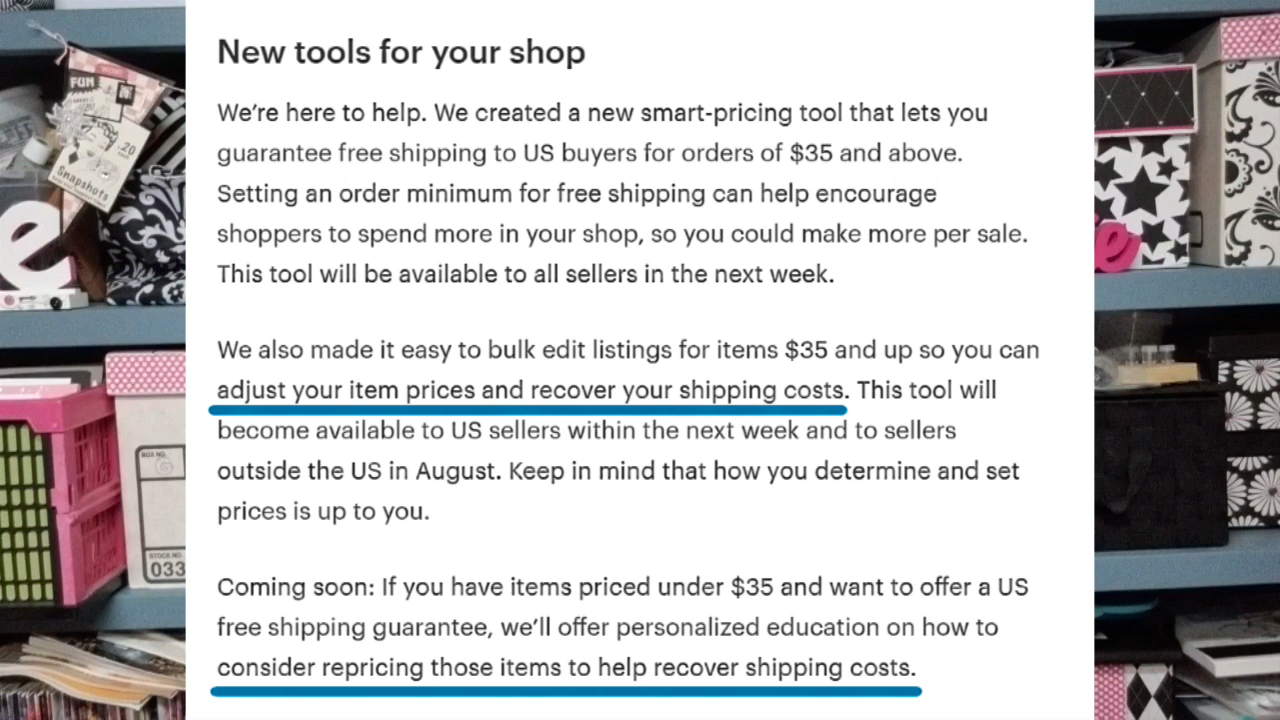 New tools for your shop
We’re here to help. We created a new smart-pricing tool that lets you
guarantee free shipping to US buyers for orders of $35 and above.
Setting an order minimum for free shipping can help encourage
shoppers to spend more in your shop, so you could make more per sale.
This tool will be available to all sellers in the next week.
We also made it easy to bulk edit listings for items $35 and up so you can
adjust your item prices and recover your shipping costs. This tool will
become available to US sellers within the next week and to sellers
outside the US in August. Keep in mind that how you determine and set
prices is up to you.
Coming soon: If you have items priced under $35 and want to offer a US
free shipping guarantee, we’ll offer personalized education on how to
consider repricing those items to help recover shipping costs.
FUN
20
Snapshots
e
BOX NO.
STOCK NO.
033
e